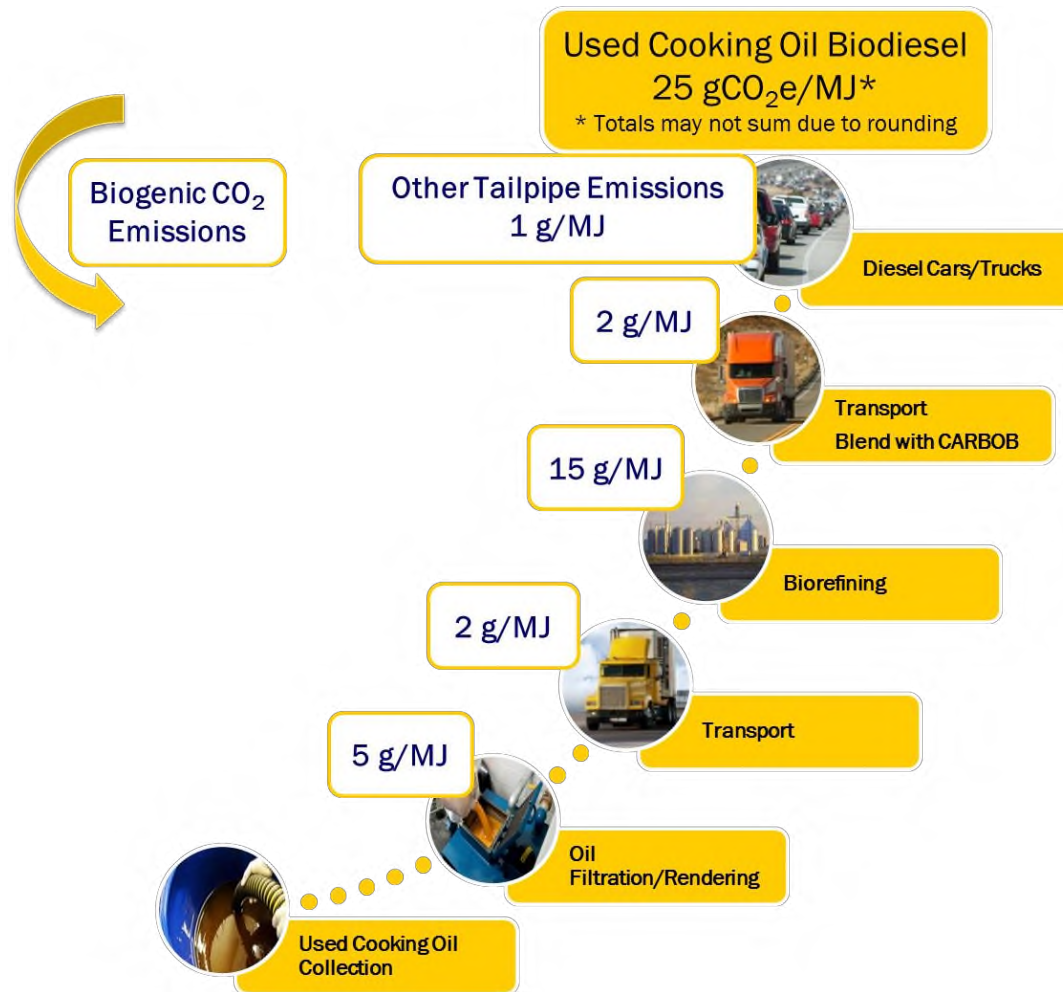 Used Cooking Oil Biodiesel
25 gCO₂e/MJ*
* Totals may not sum due to rounding
Biogenic CO₂
Emissions
Other Tailpipe Emissions
1 g/MJ
Diesel Cars/Trucks
2 g/MJ
Transport
Blend with CARBOB
15 g/MJ
Biorefining
2 g/MJ
Transport
5 g/MJ
Oil
Filtration/Rendering
Used Cooking Oil
Collection